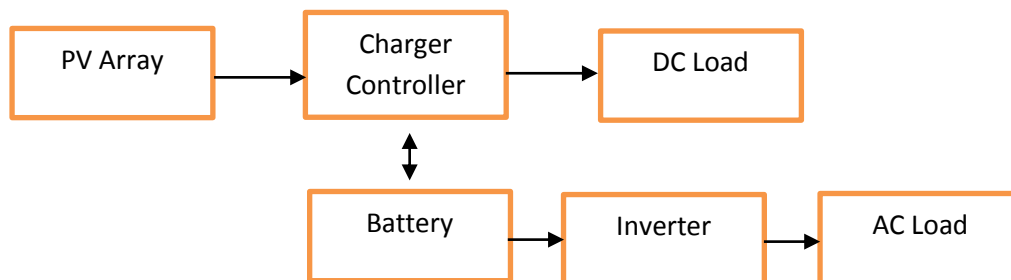 PV Array
Charger
Controller
DC Load
Battery
Inverter
AC Load